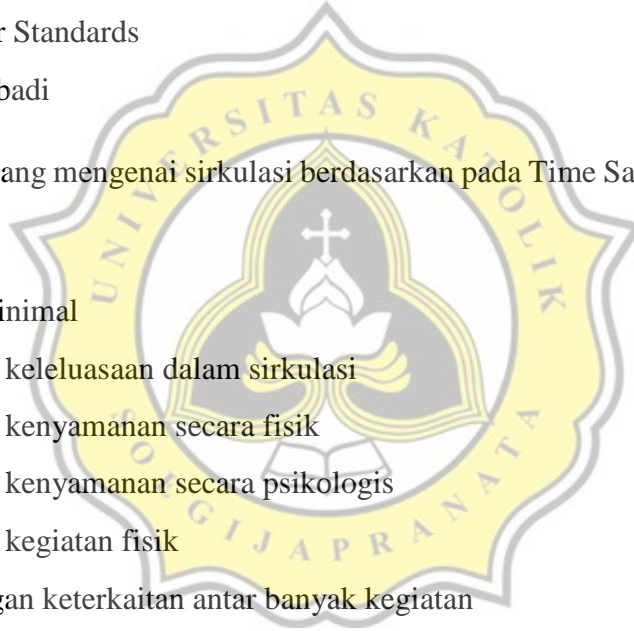 r Standards
badi
ang mengenai sirkulasi berdasarkan pada Time Sa
inimal
keleluasaan dalam sirkulasi
kenyamanan secara fisik
kenyamanan secara psikologis
kegiatan fisik
gan keterkaitan antar banyak kegiatan
UNIVERSITAS KATOLIK
SOEGIJAPRANATA